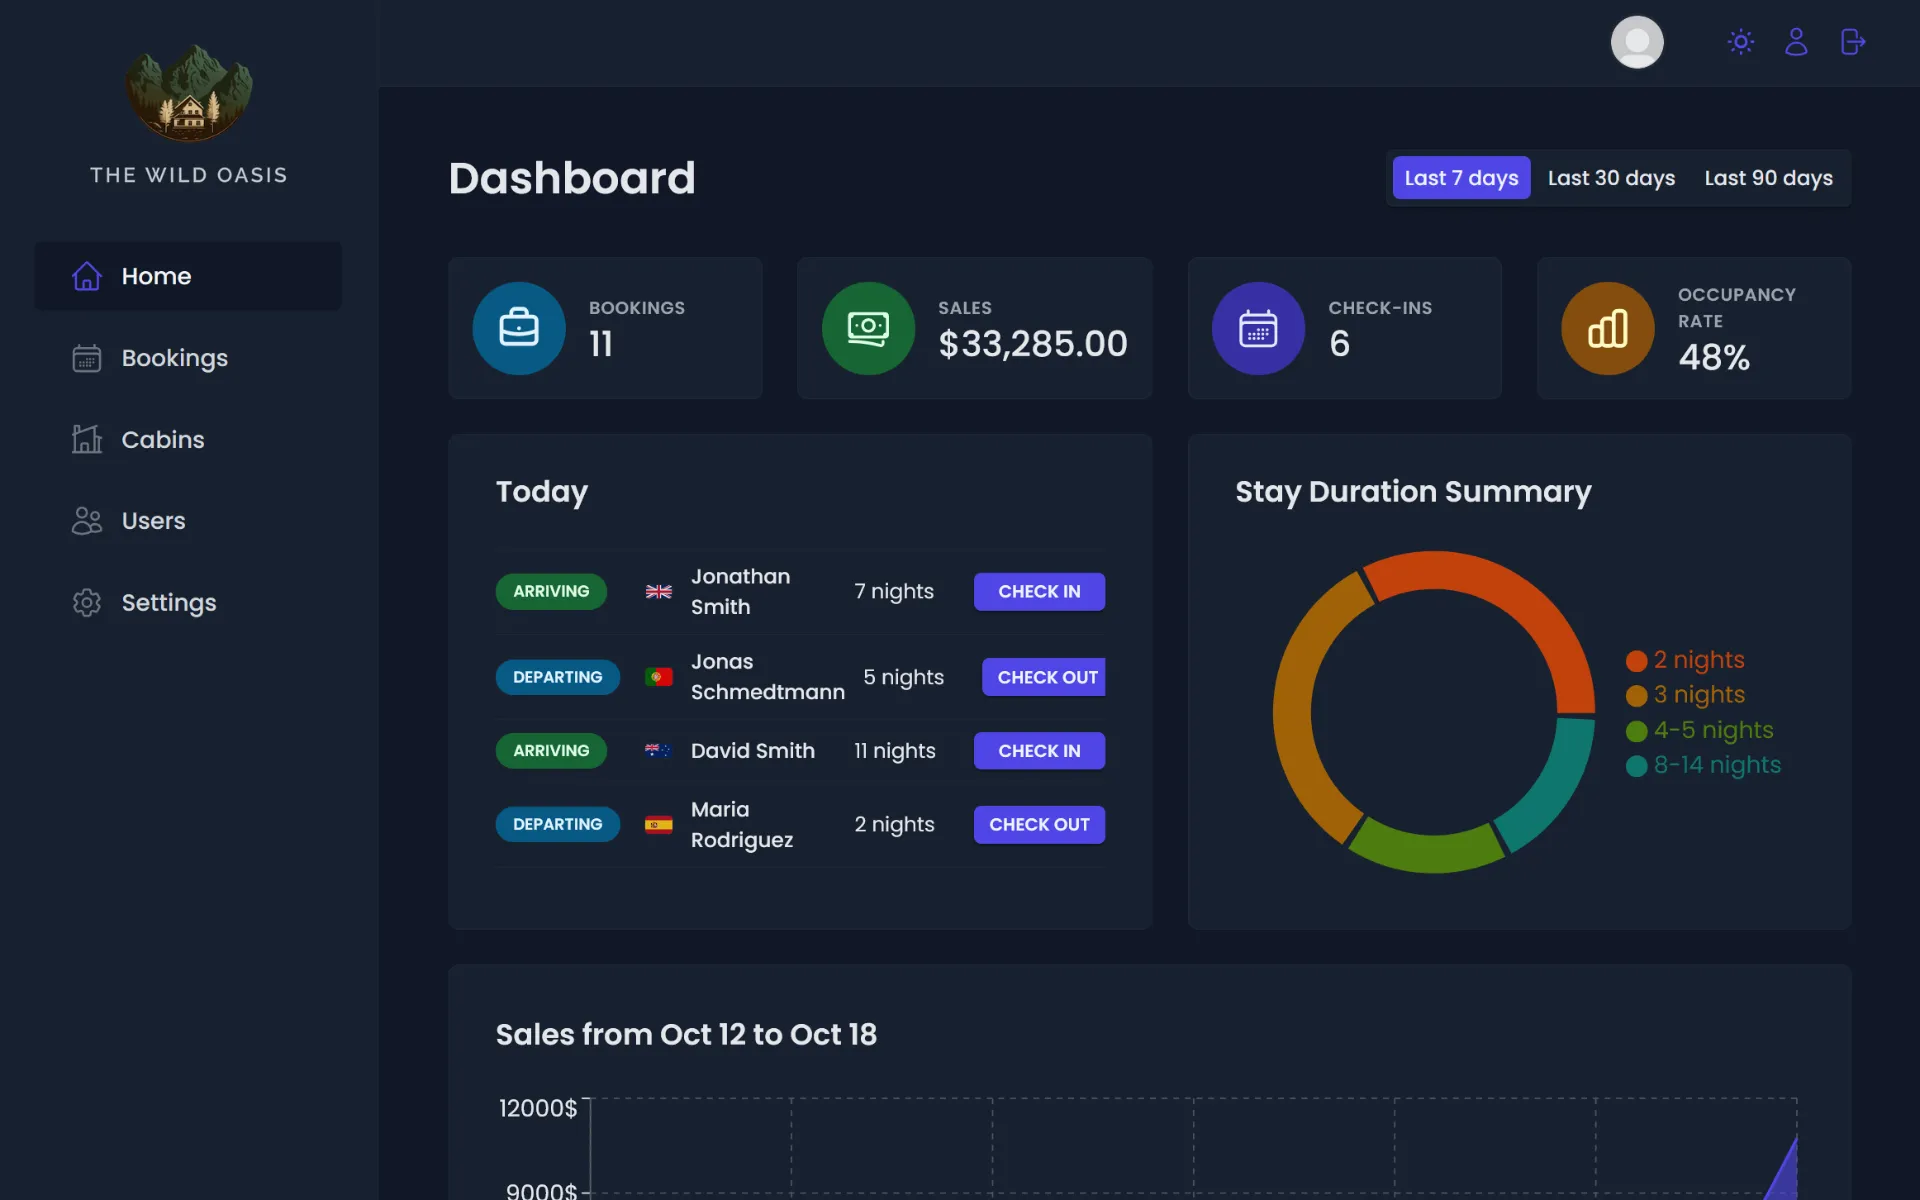 THE WILD OASIS
Home
Bookings
Cabins
Users
Settings
Dashboard
Last 7 days
Last 30 days
Last 90 days
BOOKINGS
11
SALES
$33,285.00
CHECK-INS
6
OCCUPANCY
RATE
48%
Today
ARRIVING
Jonathan
Smith
7 nights
CHECK IN
DEPARTING
Jonas
Schmedtmann
5 nights
CHECK OUT
ARRIVING
David Smith
11 nights
CHECK IN
DEPARTING
Maria
Rodriguez
2 nights
CHECK OUT
Stay Duration Summary
2 nights
3 nights
4-5 nights
8-14 nights
Sales from Oct 12 to Oct 18
12000$
9000$